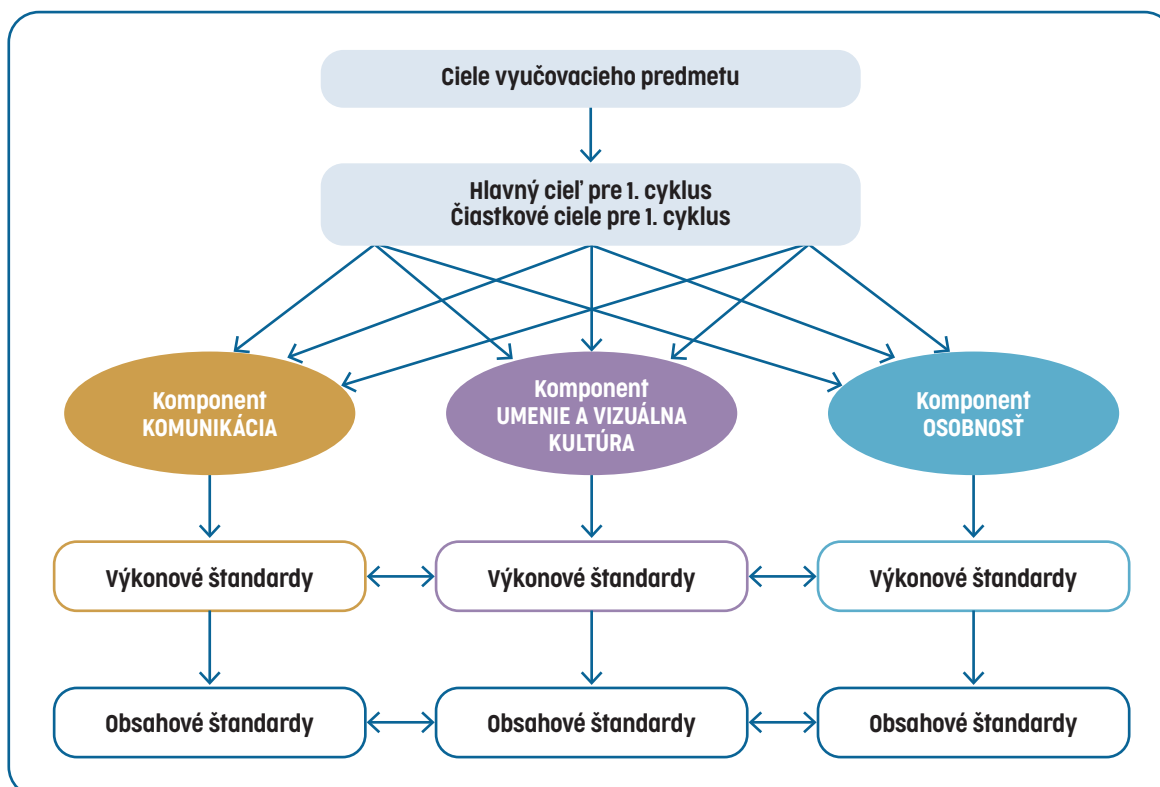 Ciele vyučovacieho predmetu
Hlavný cieľ pre 1. cyklus
Čiastkové ciele pre 1. cyklus
Komponent
KOMUNIKÁCIA
Komponent
UMENIE A VIZUÁLNA
KULTÚRA
Komponent
OSOBNOSŤ
Výkonové štandardy
Výkonové štandardy
Výkonové štandardy
Obsahové štandardy
Obsahové štandardy
Obsahové štandardy